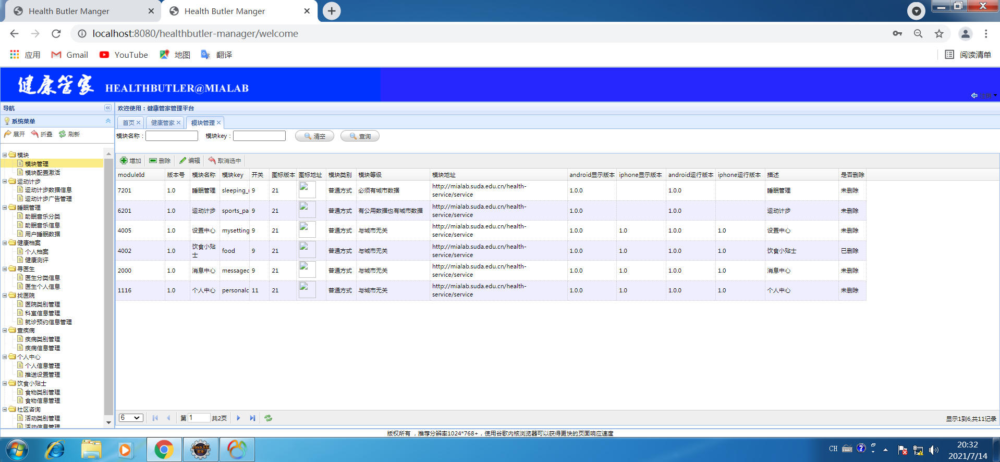 Health Butler Manger
Health Butler Manger
localhost:8080/healthbutler-manager/welcome
应用 Gmail YouTube 地图 翻译 阅读清单
健康管家 HEALTHBUTLER@MIALAB
导航
欢迎使用：健康管家管理平台
系统菜单
首页 健康管家 模块管理
展开 折叠 刷新
模块名称： 模块key： 清空 查询
模块
模块管理
模块配置激活
运动计步
运动计步数据信息
运动计步广告管理
睡眠管理
助眠音乐分类
助眠音乐信息
用户睡眠数据
健康档案
个人档案
健康测评
寻医生
医生分类信息
医生个人信息
找医院
医院类别管理
科室信息管理
就诊预约信息管理
查疾病
疾病类别管理
疾病信息管理
个人中心
个人信息管理
推送设置管理
饮食小贴士
食物类别管理
食物信息管理
社区咨询
活动类别管理
活动信息管理
增加 删除 编辑 取消选中
moduleId 版本号 模块名称 模块key 开关 图标版本 图标地址 模块类别 模块等级 模块地址 android显示版本 iphone显示版本 android运行版本 iphone运行版本 描述 是否删除
7201 1.0 睡眠管理 sleeping_ 9 21 普通方式 必须有城市数据 http://mialab.suda.edu.cn/health-
service/service 1.0.0 1.0.0 睡眠管理 未删除
6201 1.0 运动计步 sports_pa 9 21 普通方式 有公用数据也有城市数据 http://mialab.suda.edu.cn/health-
service/service 1.0.0 1.0.0 运动计步 未删除
4005 1.0 设置中心 mysetting 9 21 普通方式 与城市无关 http://mialab.suda.edu.cn/health-
service/service 1.0.0 1.0 1.0.0 1.0 设置中心 未删除
4002 1.0 饮食小贴
士 food 9 21 普通方式 与城市无关 http://mialab.suda.edu.cn/health-
service/service 1.0.0 1.0 1.0.0 1.0 饮食小贴士 已删除
2000 1.0 消息中心 messagec 9 21 普通方式 与城市无关 http://mialab.suda.edu.cn/health-
service/service 1.0.0 1.0 1.0.0 1.0 消息中心 未删除
1116 1.0 个人中心 personalc 11 21 普通方式 与城市无关 http://mialab.suda.edu.cn/health-
service/service 1.0.0 1.0 1.0.0 1.0 个人中心 未删除
6 第 1 共2页 显示1到6,共11记录
版权所有 ，推荐分辨率1024*768+，使用谷歌内核浏览器可以获得更快的页面响应速度
Java EE
IDE
CH
20:32
2021/7/14